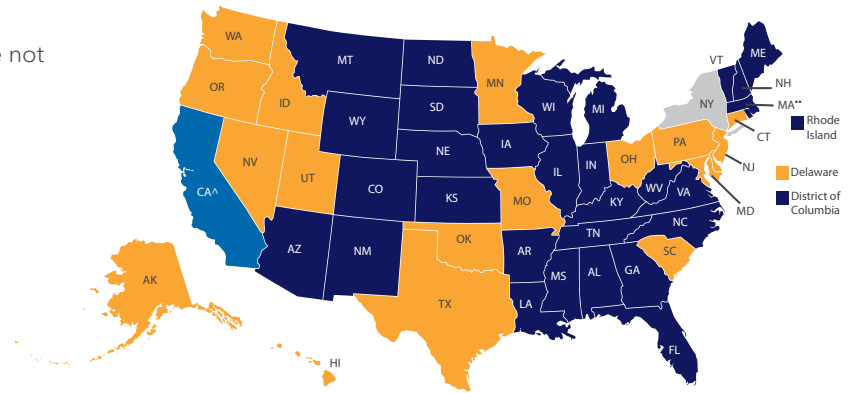 not
WA
OR
ID
MT
ND
MN
SD
WY
WI
MI
VT
ME
NH
NY
MA**
Rhode
Island
CT
NV
UT
CA^
NE
IA
CO
KS
IL
IN
OH
PA
NJ
Delaware
MD
District of
Columbia
MO
KY
WV
VA
NC
TN
AZ
NM
OK
AR
SC
MS
AL
GA
LA
TX
FL
AK
HI